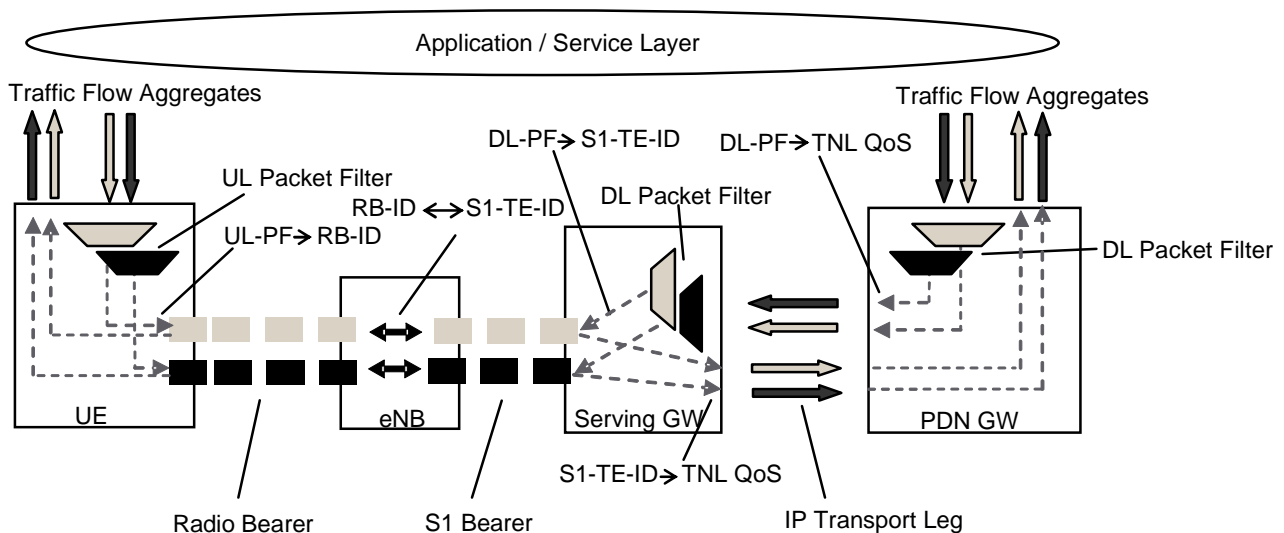 Application / Service Layer
Traffic Flow Aggregates
Traffic Flow Aggregates
DL-PF→S1-TE-ID
DL-PF→TNL QoS
UL Packet Filter
DL Packet Filter
RB-ID ↔ S1-TE-ID
UL-PF→RB-ID
DL Packet Filter
UE
eNB
Serving GW
PDN GW
S1-TE-ID→TNL QoS
Radio Bearer
S1 Bearer
IP Transport Leg